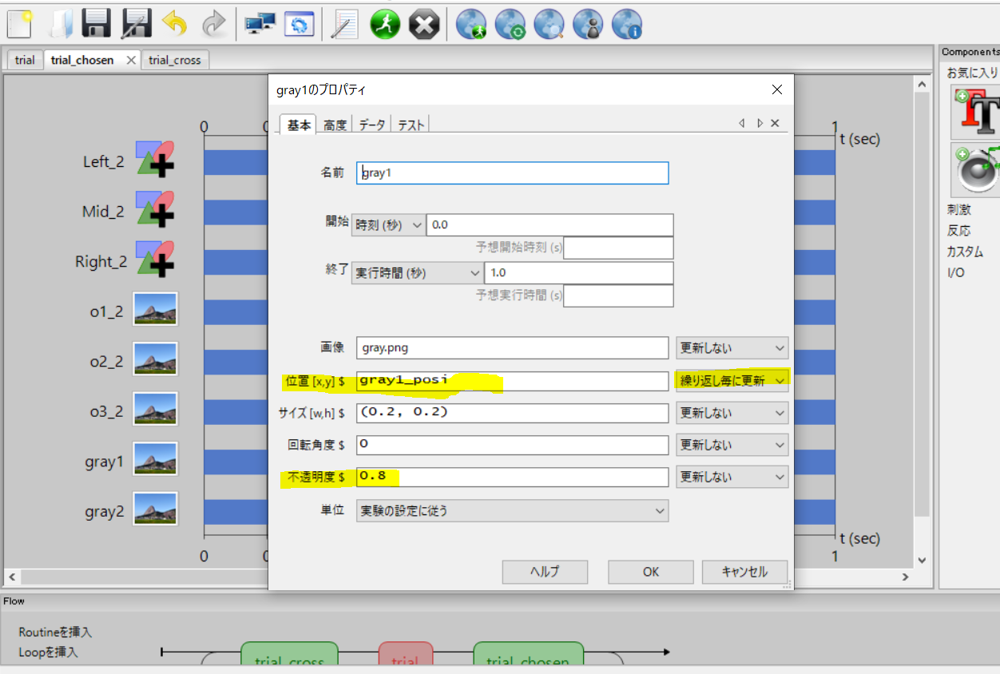 trial
trial_chosen
trial_cross
Components
お気に入り
刺激
反応
カスタム
I/O
0
0
1
t (sec)
Left_2
Mid_2
Right_2
o1_2
o2_2
o3_2
gray1
gray2
t (sec)
0
0
1
gray1のプロパティ
基本
高度
データ
テスト
名前
gray1
開始
時刻 (秒)
0.0
予想開始時刻 (s)
終了
実行時間 (秒)
1.0
予想実行時間 (s)
画像
gray.png
更新しない
位置 [x,y] $
gray1_posi
繰り返し毎に更新
サイズ [w,h] $
(0.2, 0.2)
更新しない
回転角度 $
0
更新しない
不透明度 $
0.8
更新しない
単位
実験の設定に従う
ヘルプ
OK
キャンセル
Flow
Routineを挿入
Loopを挿入
trial_cross
trial
trial_chosen